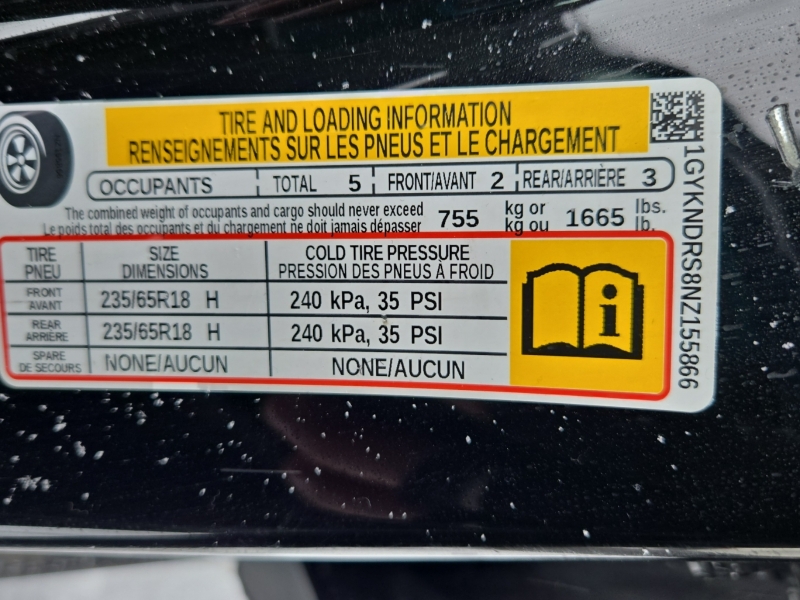 TIRE AND LOADING INFORMATION
RENSEIGNEMENTS SUR LES PNEUS ET LE CHARGEMENT
OCCUPANTS TOTAL 5 FRONT/AVANT 2 REAR/ARRIÈRE 3
The combined weight of occupants and cargo should never exceed 755 kg or 1665 lbs.
Le poids total des occupants et du chargement ne doit jamais dépasser kg ou lb.
TIRE SIZE COLD TIRE PRESSURE
PNEU DIMENSIONS PRESSION DES PNEUS À FROID
FRONT
AVANT 235/65R18 H 240 kPa, 35 PSI
REAR
ARRIÈRE 235/65R18 H 240 kPa, 35 PSI
SPARE
DE SECOURS NONE/AUCUN NONE/AUCUN
i
1GYKNDRS8NZ155866